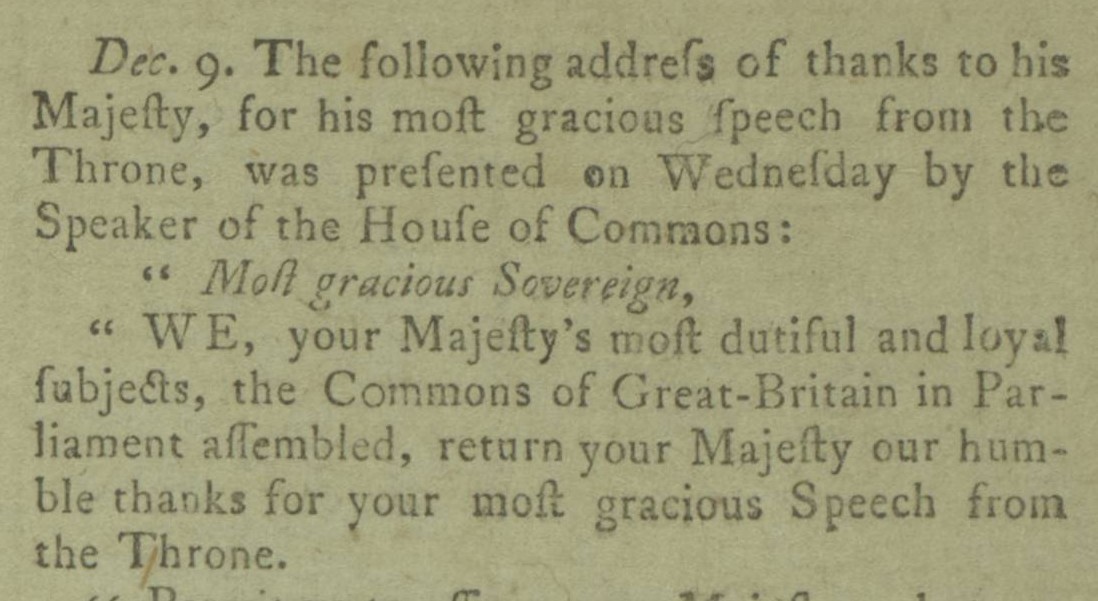 Dec. 9. The following addreſs of thanks to his
Majeſty, for his moſt gracious ſpeech from the
Throne, was preſented on Wedneſday by the
Speaker of the Houſe of Commons:
“ Moſt gracious Sovereign,
“ WE, your Majeſty's moſt dutiful and loyal
ſubjects, the Commons of Great-Britain in Par-
liament aſſembled, return your Majeſty our hum-
ble thanks for your moſt gracious Speech from
the Throne.